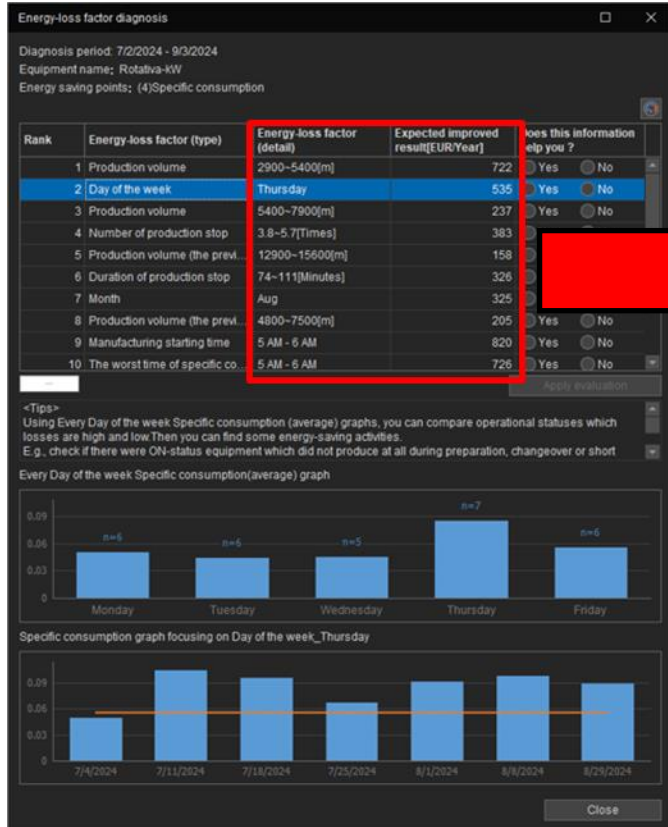 Energy-loss factor diagnosis
Diagnosis period: 7/2/2024 - 9/3/2024
Equipment name: Rotativa-kW
Energy saving points: (4)Specific consumption
Rank Energy-loss factor (type) Energy-loss factor (detail) Expected improved result[EUR/Year] Does this information help you ?
1 Production volume 2900~5400[m] 722 Yes No
2 Day of the week Thursday 535 Yes No
3 Production volume 5400~7900[m] 237 Yes No
4 Number of production stop 3.8~5.7[Times] 383
5 Production volume (the previ... 12900~15600[m] 158
6 Duration of production stop 74~111[Minutes] 326
7 Month Aug 325
8 Production volume (the previ... 4800~7500[m] 205 Yes No
9 Manufacturing starting time 5 AM - 6 AM 820 Yes No
10 The worst time of specific co... 5 AM - 6 AM 726 Yes No
Apply evaluation
<Tips>
Using Every Day of the week Specific consumption (average) graphs, you can compare operational statuses which
losses are high and low.Then you can find some energy-saving activities.
E.g., check if there were ON-status equipment which did not produce at all during preparation, changeover or short
Every Day of the week Specific consumption(average) graph
0.09
0.06
0.03
0
n=6 n=6 n=5 n=7 n=6
Monday Tuesday Wednesday Thursday Friday
Specific consumption graph focusing on Day of the week_Thursday
0.09
0.06
0.03
0
7/4/2024 7/11/2024 7/18/2024 7/25/2024 8/1/2024 8/8/2024 8/29/2024
Close